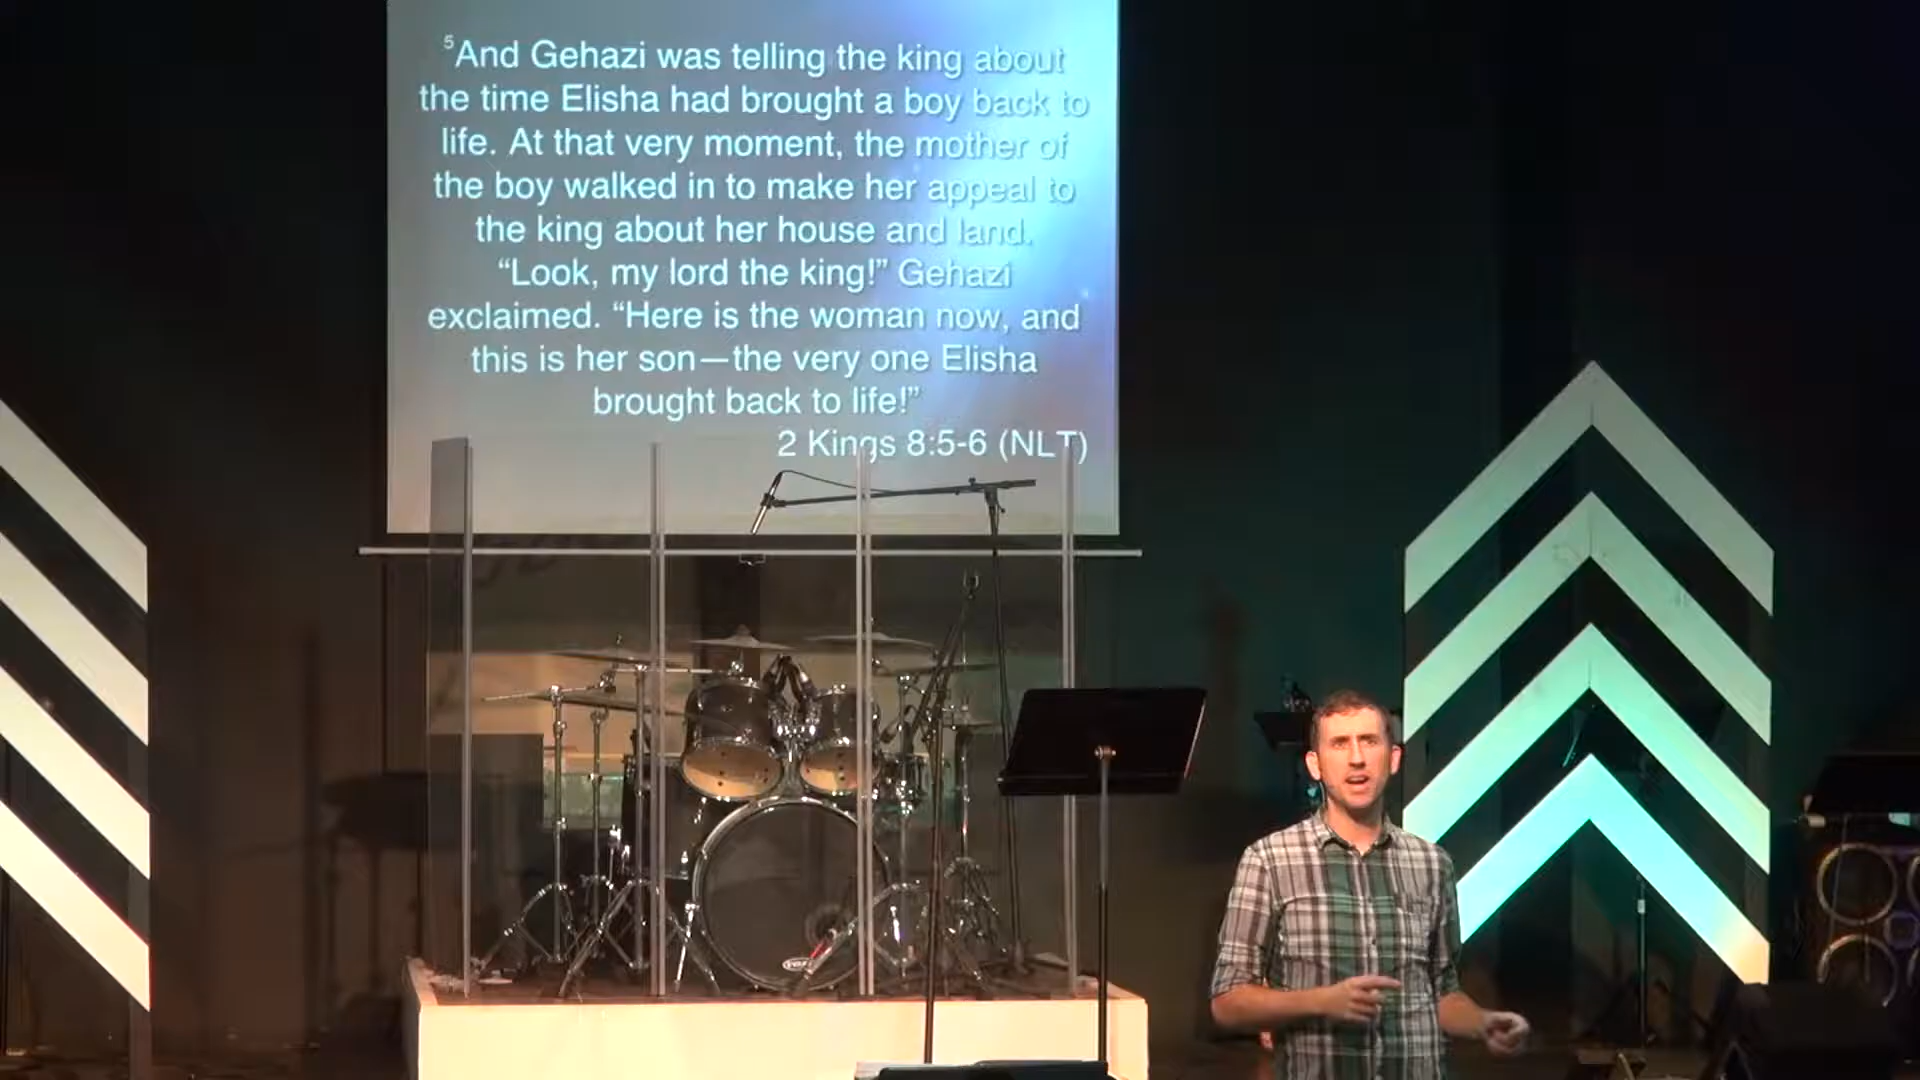 ⁵And Gehazi was telling the king about
the time Elisha had brought a boy back to
life. At that very moment, the mother of
the boy walked in to make her appeal to
the king about her house and land.
“Look, my lord the king!” Gehazi
exclaimed. “Here is the woman now, and
this is her son—the very one Elisha
brought back to life!”
2 Kings 8:5-6 (NLT)